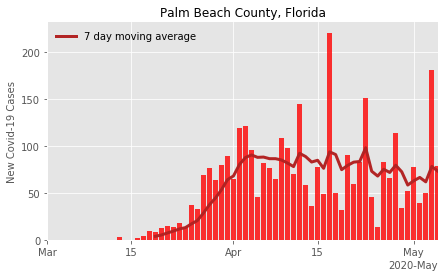 Palm Beach County, Florida
7 day moving average
New Covid-19 Cases
200
150
100
50
0
Mar 15 Apr 15 May
2020-May